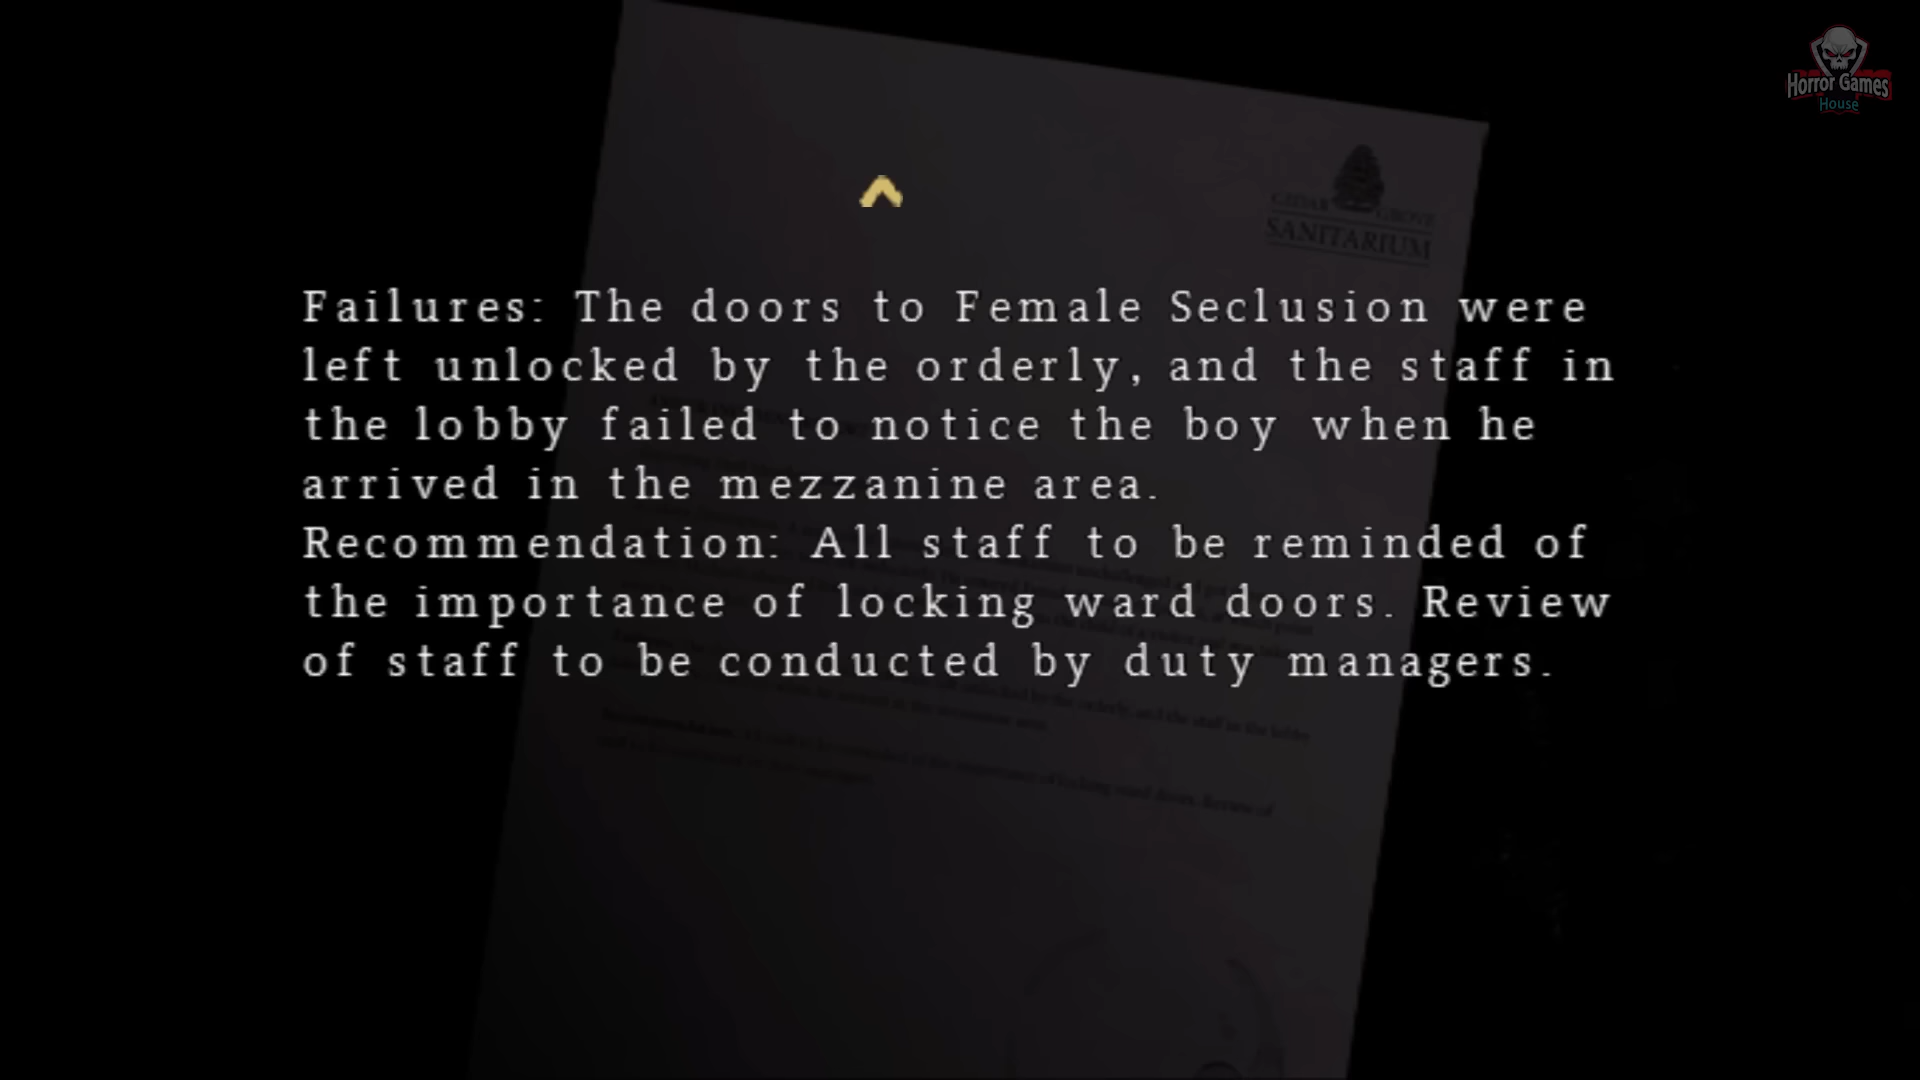 Horror Games
House
CEDAR GROVE
SANITARIUM
Failures: The doors to Female Seclusion were
left unlocked by the orderly, and the staff in
the lobby failed to notice the boy when he
arrived in the mezzanine area.
Recommendation: All staff to be reminded of
the importance of locking ward doors. Review
of staff to be conducted by duty managers.